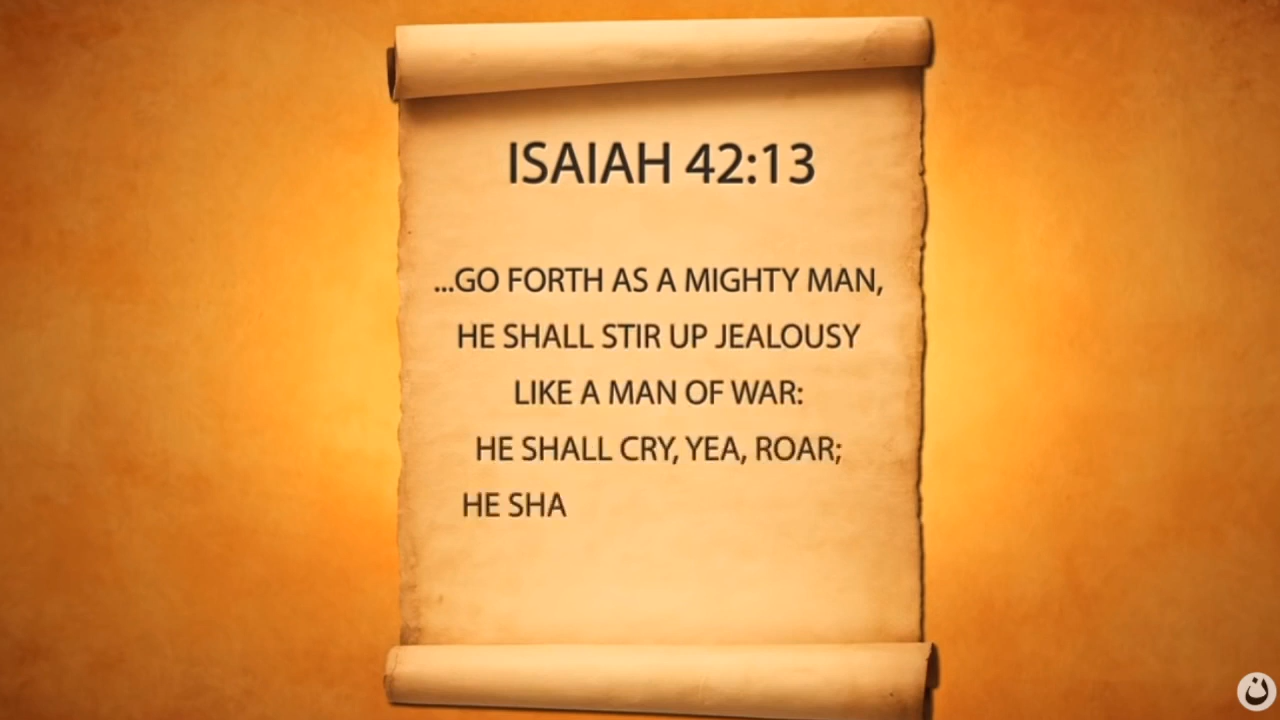 ISAIAH 42:13
...GO FORTH AS A MIGHTY MAN,
HE SHALL STIR UP JEALOUSY
LIKE A MAN OF WAR:
HE SHALL CRY, YEA, ROAR;
HE SHA
ن